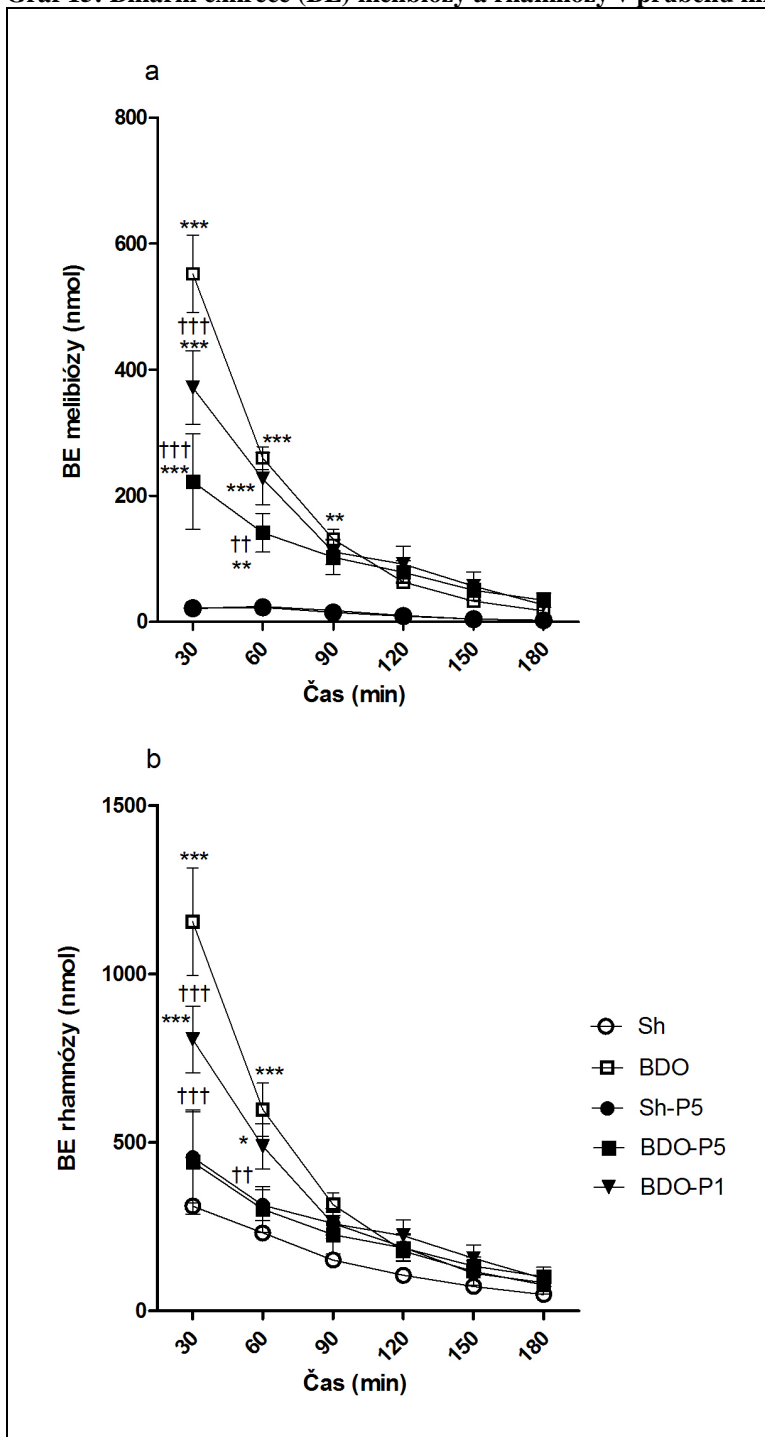 a
800
600
400
200
0
BE melibiózy (nmol)
***
†††
***
†††
***
***
***
††
**
**
30 60 90 120 150 180
Čas (min)
b
1500
1000
500
0
BE rhamnózy (nmol)
***
†††
***
†††
***
*
††
30 60 90 120 150 180
Čas (min)
Sh
BDO
Sh-P5
BDO-P5
BDO-P1